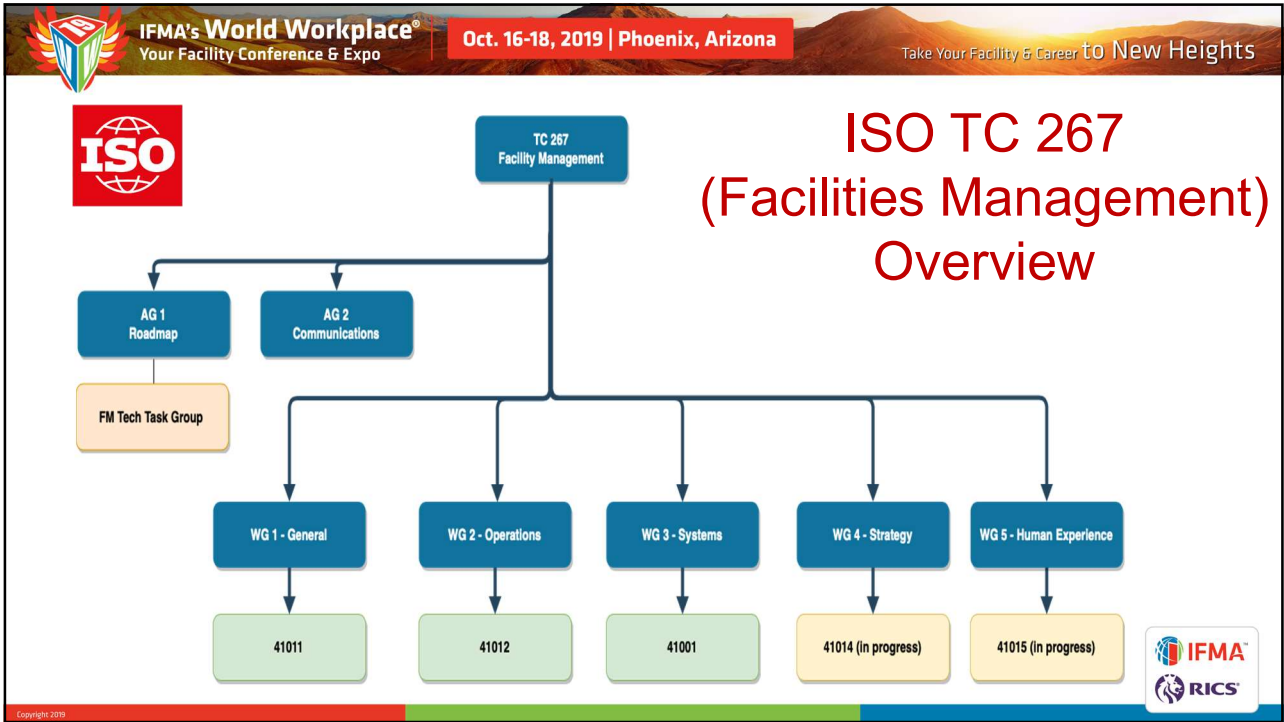 IFMA's World Workplace®
Your Facility Conference & Expo
Oct. 16-18, 2019 | Phoenix, Arizona
Take Your Facility & Career to New Heights
19
ISO
ISO TC 267
(Facilities Management)
Overview
TC 267
Facility Management
AG 1
Roadmap
AG 2
Communications
FM Tech Task Group
WG 1 - General
WG 2 - Operations
WG 3 - Systems
WG 4 - Strategy
WG 5 - Human Experience
41011
41012
41001
41014 (in progress)
41015 (in progress)
IFMA™
RICS®
Copyright 2019